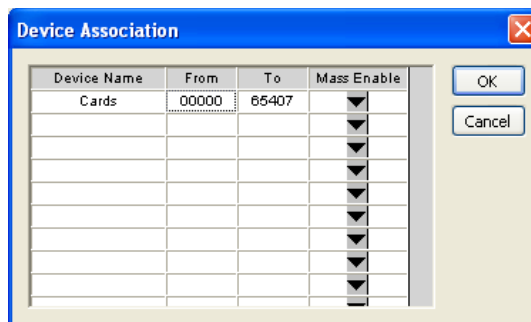 Device Association
Device Name From To Mass Enable
Cards 00000 65407
OK
Cancel